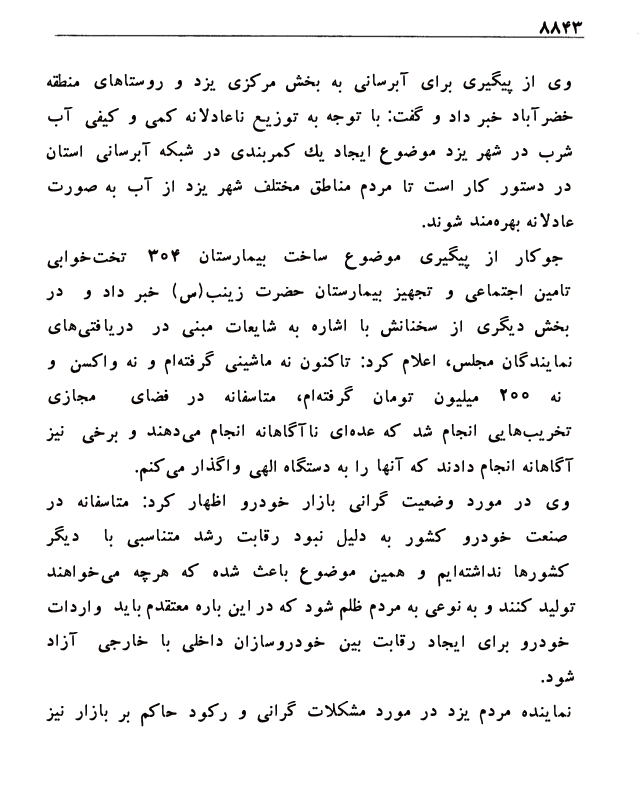 ۸۸۴۳
وی از پیگیری برای آبرسانی به بخش مرکزی یزد و روستاهای منطقه
خضرآباد خبر داد و گفت: با توجه به توزیع ناعادلانه کمی و کیفی آب
شرب در شهر یزد موضوع ایجاد یك کمربندی در شبکه آبرسانی استان
در دستور کار است تا مردم مناطق مختلف شهر یزد از آب به صورت
عادلانه بهره‌مند شوند.
جوکار از پیگیری موضوع ساخت بیمارستان ۳۰۴ تخت‌خوابی
تامین اجتماعی و تجهیز بیمارستان حضرت زینب(س) خبر داد و در
بخش دیگری از سخنانش با اشاره به شایعات مبنی در دریافتی‌های
نمایندگان مجلس، اعلام کرد: تاکنون نه ماشینی گرفته‌ام و نه واکسن و
نه ۲۰۰ میلیون تومان گرفته‌ام، متاسفانه در فضای مجازی
تخریب‌هایی انجام شد که عده‌ای ناآگاهانه انجام می‌دهند و برخی نیز
آگاهانه انجام دادند که آنها را به دستگاه الهی واگذار می‌کنم.
وی در مورد وضعیت گرانی بازار خودرو اظهار کرد: متاسفانه در
صنعت خودرو کشور به دلیل نبود رقابت رشد متناسبی با دیگر
کشورها نداشته‌ایم و همین موضوع باعث شده که هرچه می‌خواهند
تولید کنند و به نوعی به مردم ظلم شود که در این باره معتقدم باید واردات
خودرو برای ایجاد رقابت بین خودروسازان داخلی با خارجی آزاد
شود.
نماینده مردم یزد در مورد مشکلات گرانی و رکود حاکم بر بازار نیز